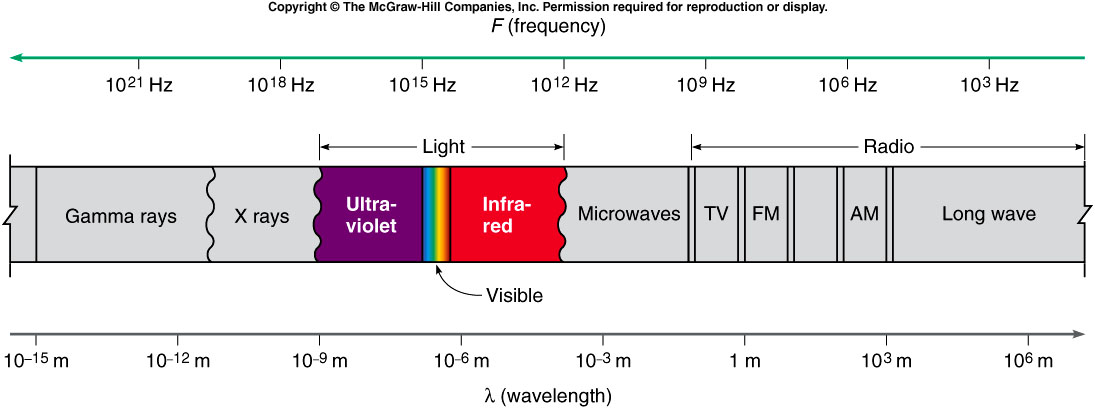 Copyright © The McGraw-Hill Companies, Inc. Permission required for reproduction or display.
F (frequency)
10²¹ Hz 10¹⁸ Hz 10¹⁵ Hz 10¹² Hz 10⁹ Hz 10⁶ Hz 10³ Hz
Light Radio
Gamma rays X rays Ultra-violet Infra-red Microwaves TV FM AM Long wave
Visible
10⁻¹⁵ m 10⁻¹² m 10⁻⁹ m 10⁻⁶ m 10⁻³ m 1 m 10³ m 10⁶ m
λ (wavelength)